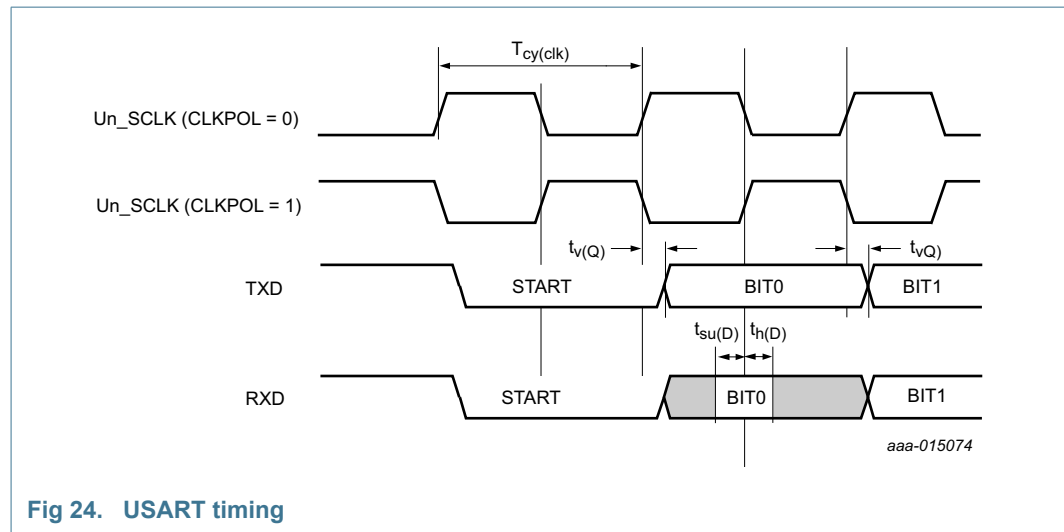 Tcy(clk)
Un_SCLK (CLKPOL = 0)
Un_SCLK (CLKPOL = 1)
tv(Q)
tvQ)
TXD
START
BIT0
BIT1
tsu(D)
th(D)
RXD
START
BIT0
BIT1
aaa-015074
Fig 24. USART timing